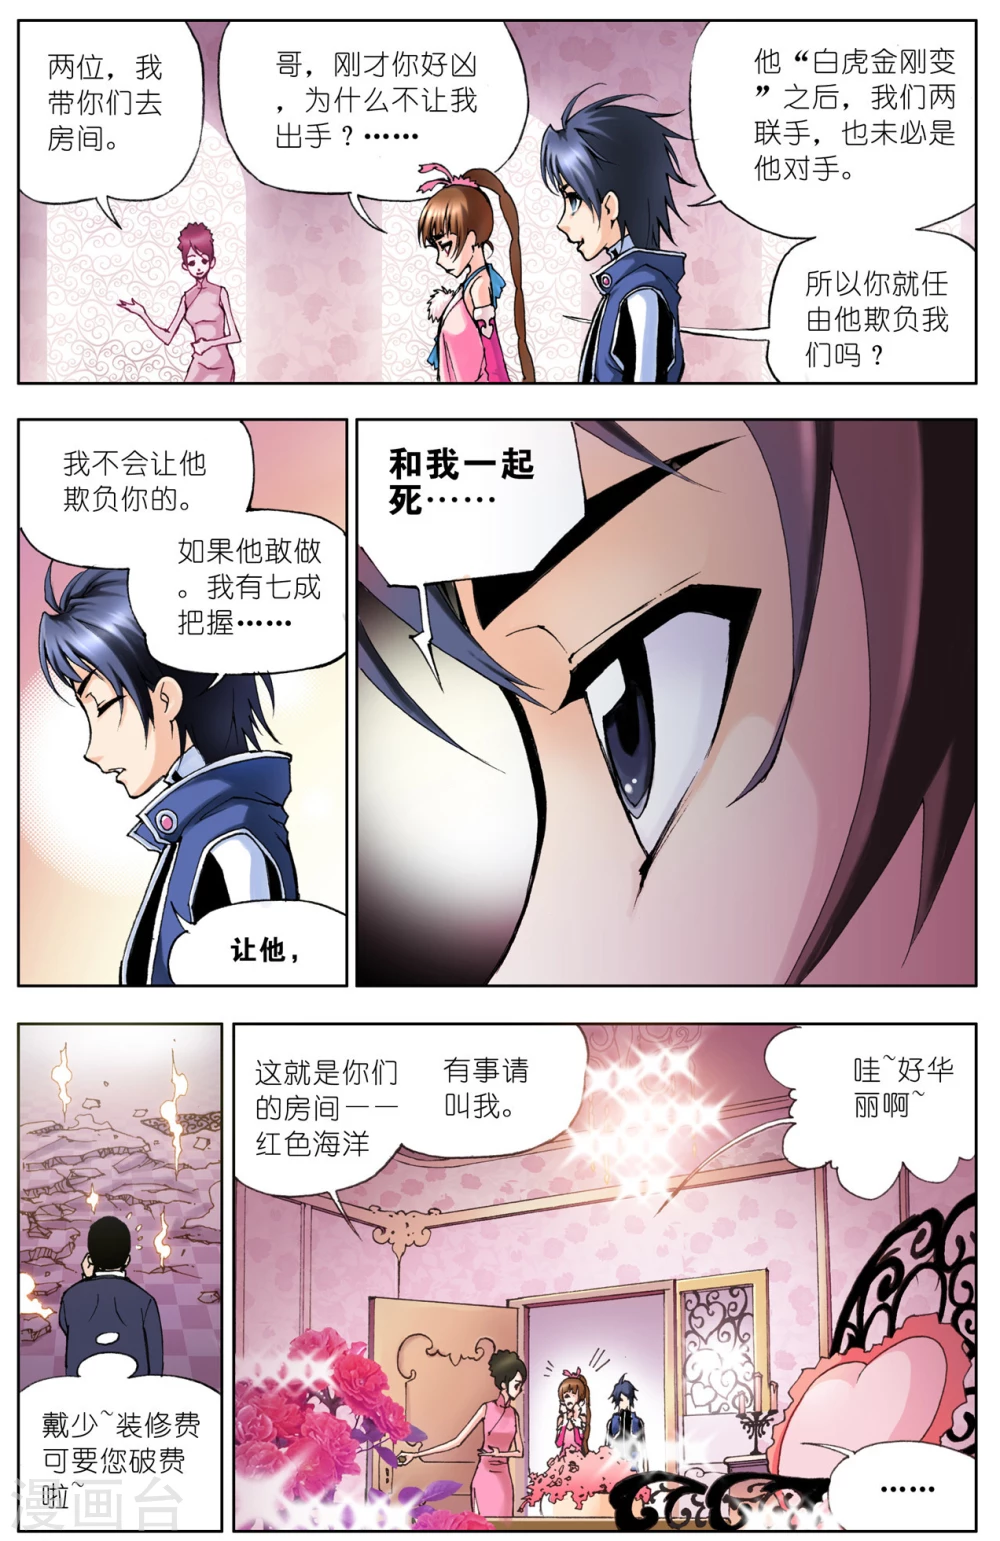 两位，我
带你们去
房间。
哥，刚才你好凶
，为什么不让我
出手？……
他“白虎金刚变
”之后，我们两
联手，也未必是
他对手。
所以你就任
由他欺负我
们吗？
我不会让他
欺负你的。
如果他敢做
。我有七成
把握……
让他，
和我一起
死……
戴少~装修费
可要您破费
啦~
这就是你们
的房间——
红色海洋
有事请
叫我。
哇~好华
丽啊~
……
漫画台